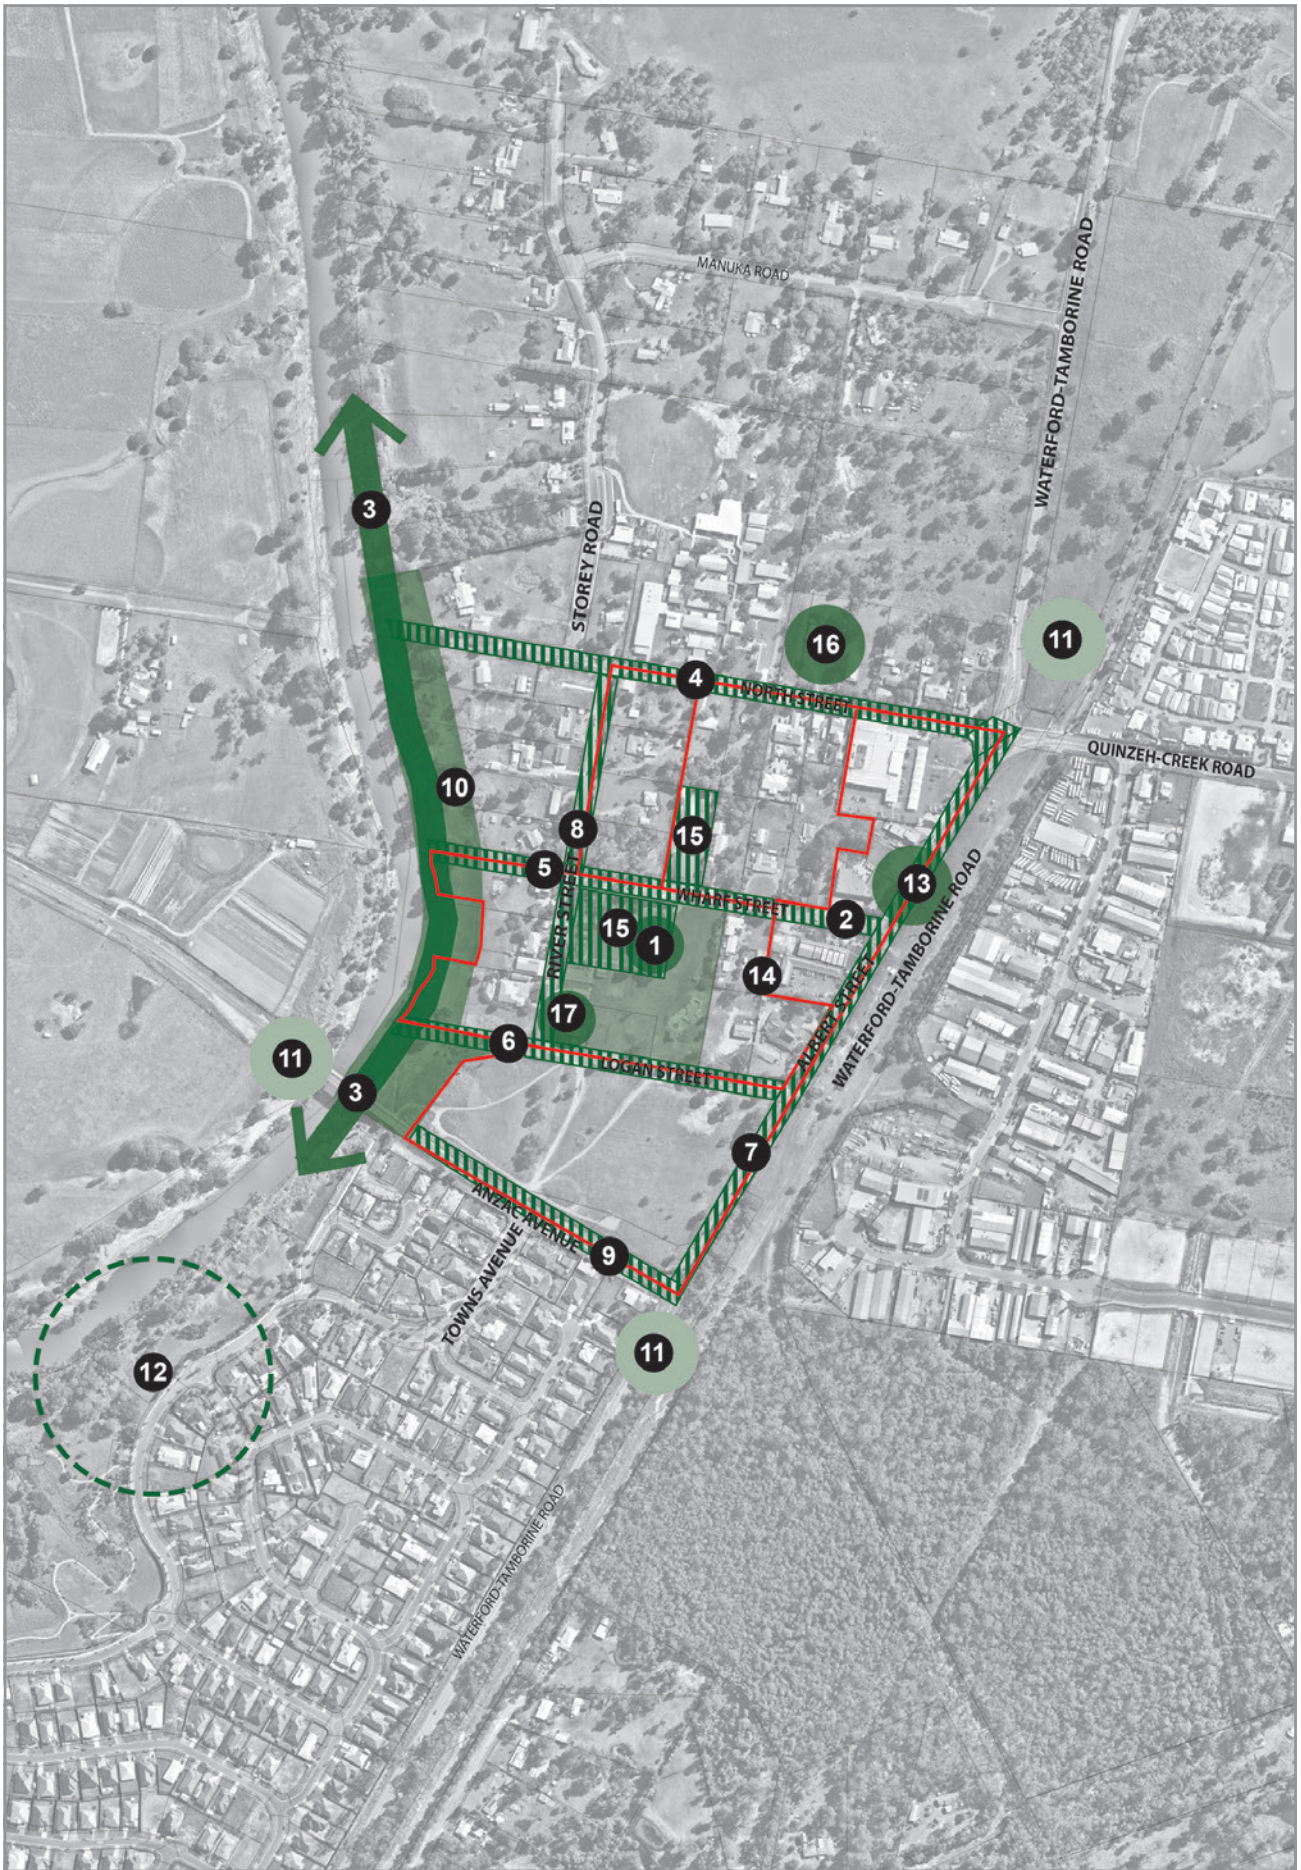 MANUKA ROAD
WATERFORD-TAMBORINE ROAD
3
STOREY ROAD
16
11
4
NORTH STREET
QUINZEH-CREEK ROAD
10
8
15
5
13
WHARF STREET
2
RIVER STREET
15
1
14
17
6
ALBERT STREET
WATERFORD-TAMBORINE ROAD
11
LOGAN STREET
3
7
ANZAC AVENUE
9
TOWNS AVENUE
11
12
WATERFORD-TAMBORINE ROAD